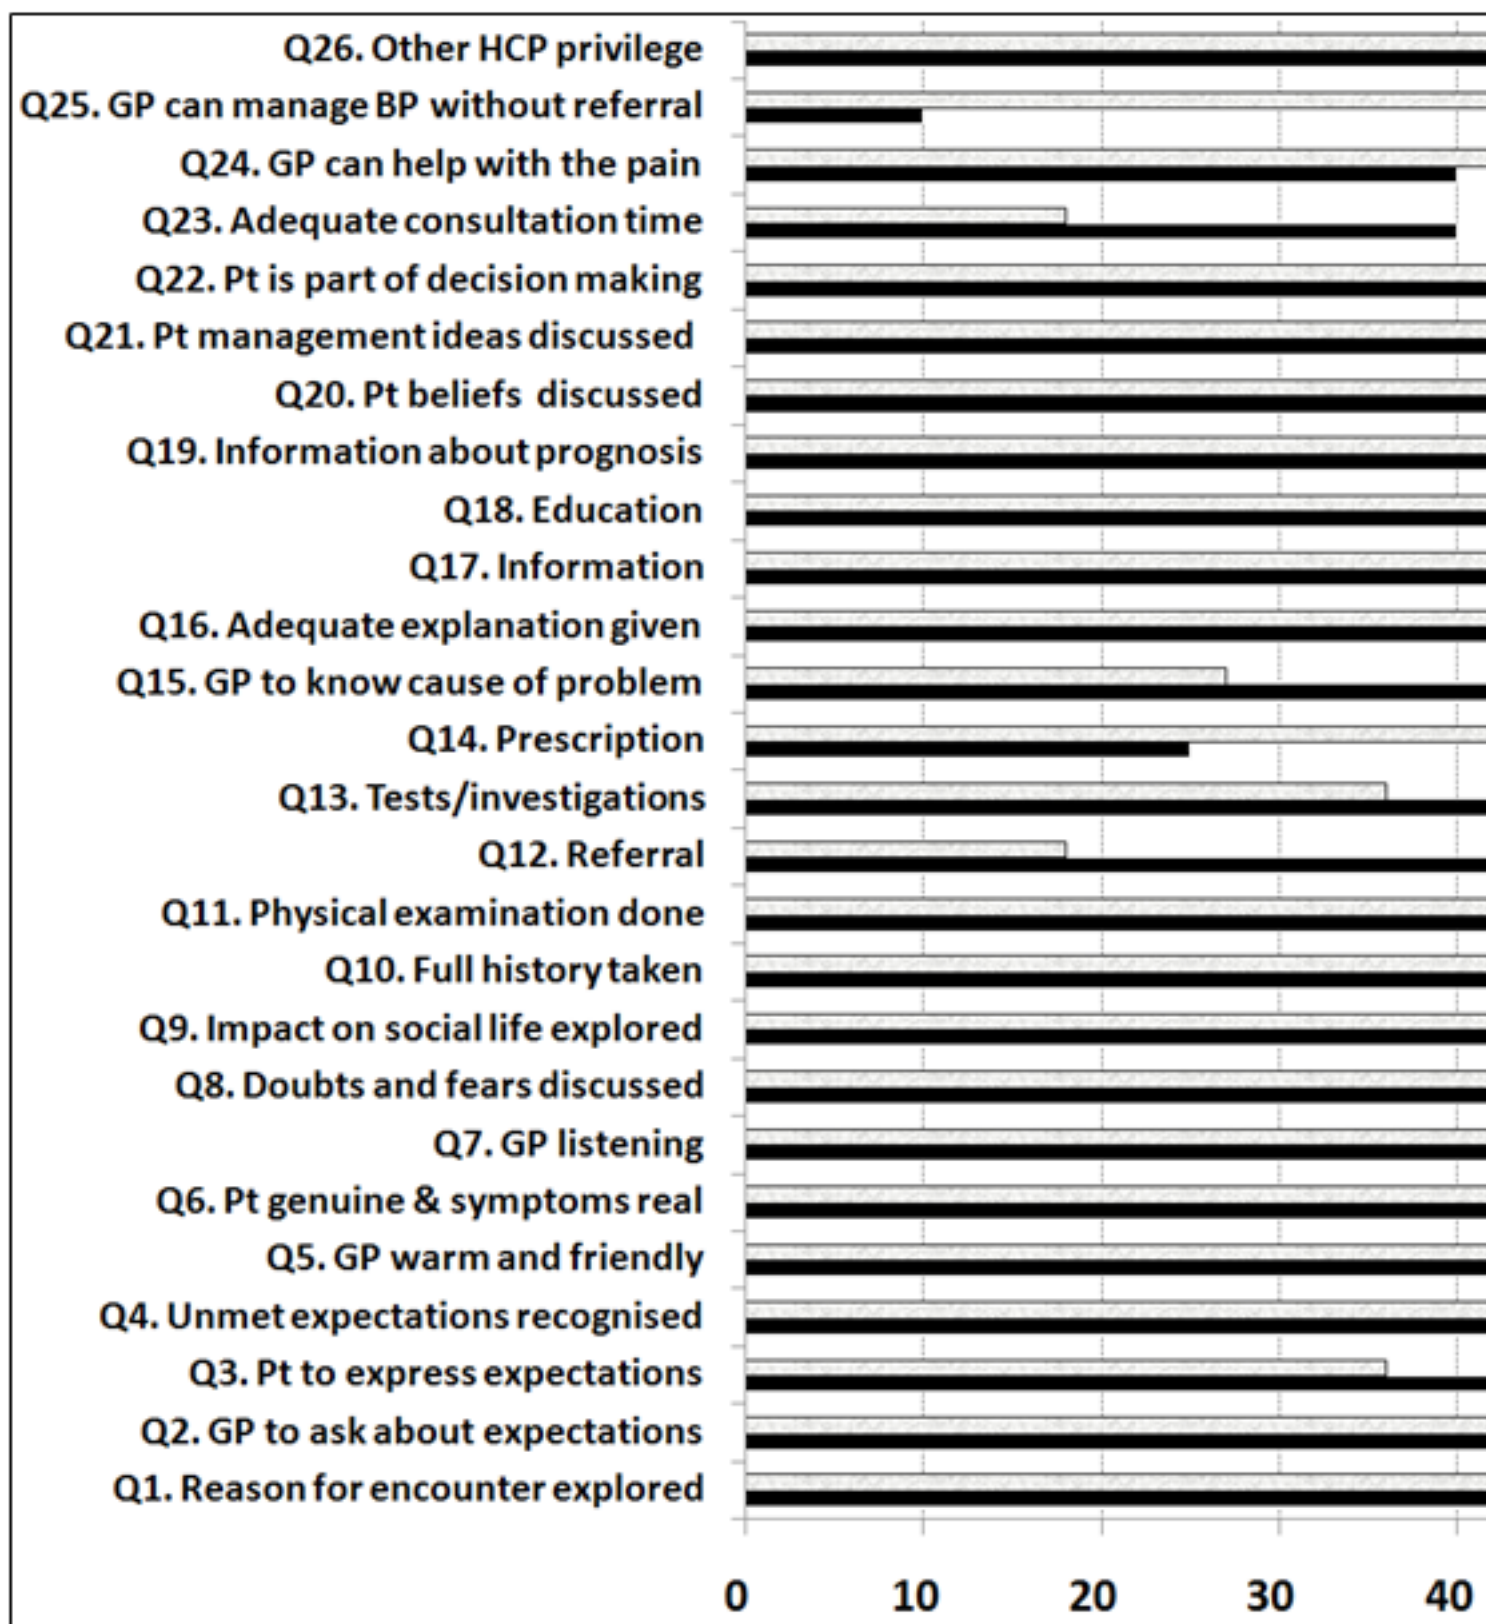 Q26. Other HCP privilege
Q25. GP can manage BP without referral
Q24. GP can help with the pain
Q23. Adequate consultation time
Q22. Pt is part of decision making
Q21. Pt management ideas discussed
Q20. Pt beliefs discussed
Q19. Information about prognosis
Q18. Education
Q17. Information
Q16. Adequate explanation given
Q15. GP to know cause of problem
Q14. Prescription
Q13. Tests/investigations
Q12. Referral
Q11. Physical examination done
Q10. Full history taken
Q9. Impact on social life explored
Q8. Doubts and fears discussed
Q7. GP listening
Q6. Pt genuine & symptoms real
Q5. GP warm and friendly
Q4. Unmet expectations recognised
Q3. Pt to express expectations
Q2. GP to ask about expectations
Q1. Reason for encounter explored
0 10 20 30 40